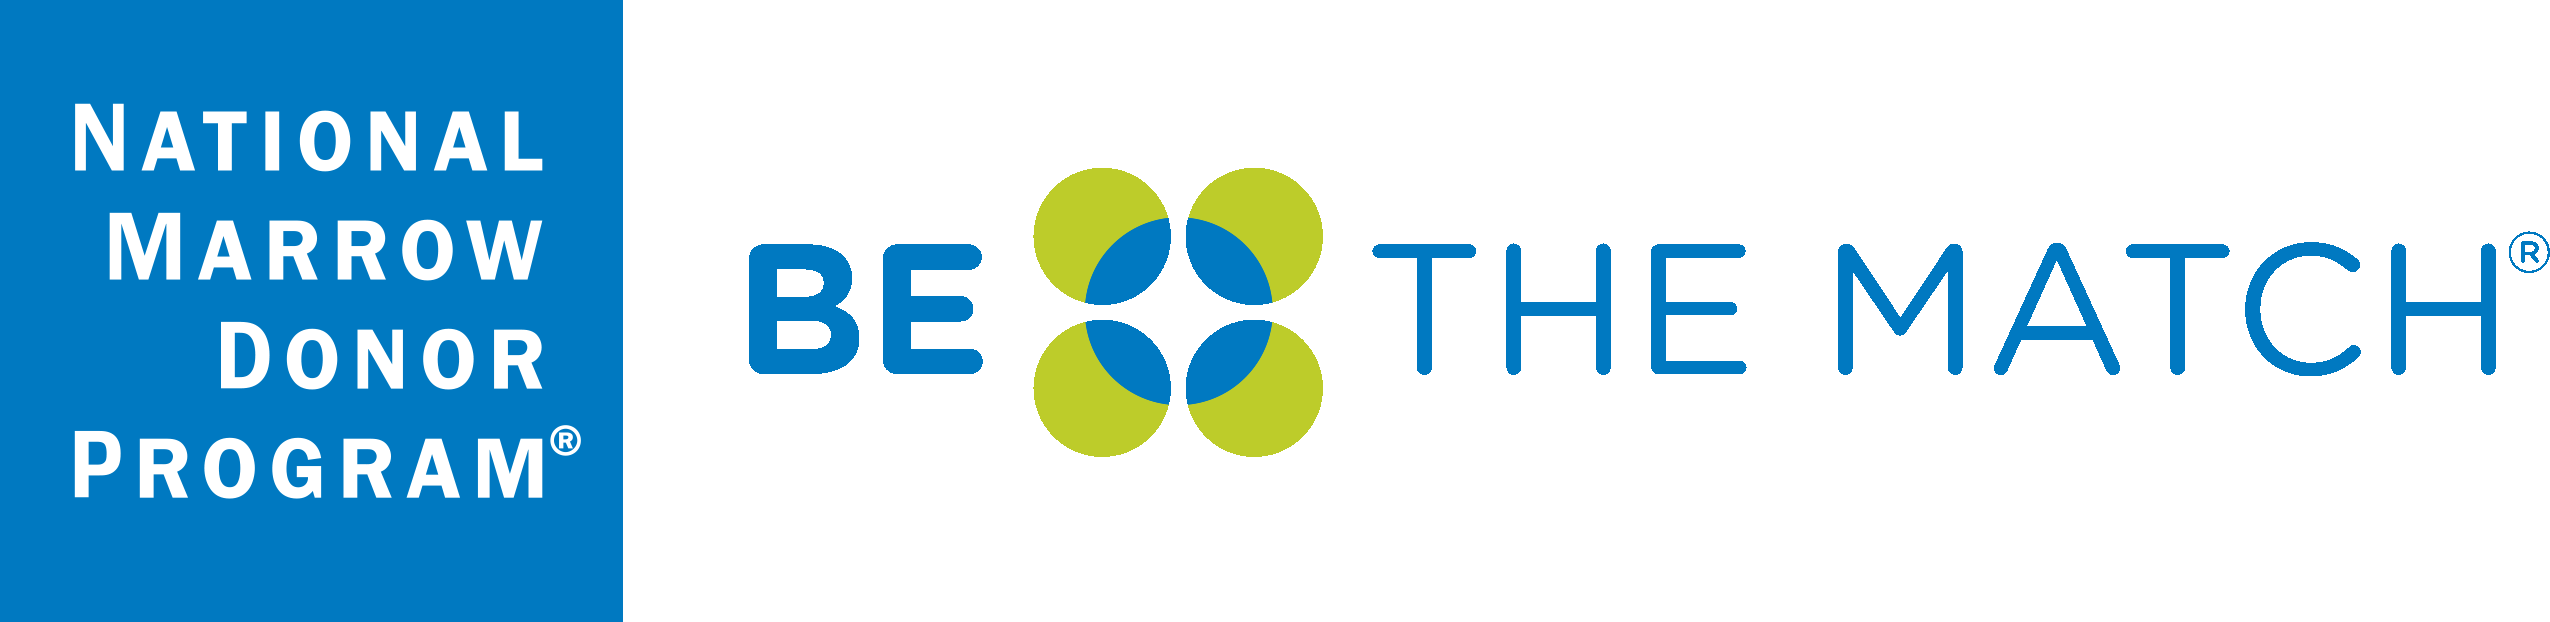 NATIONAL
MARROW
DONOR
PROGRAM®
BE THE MATCH®